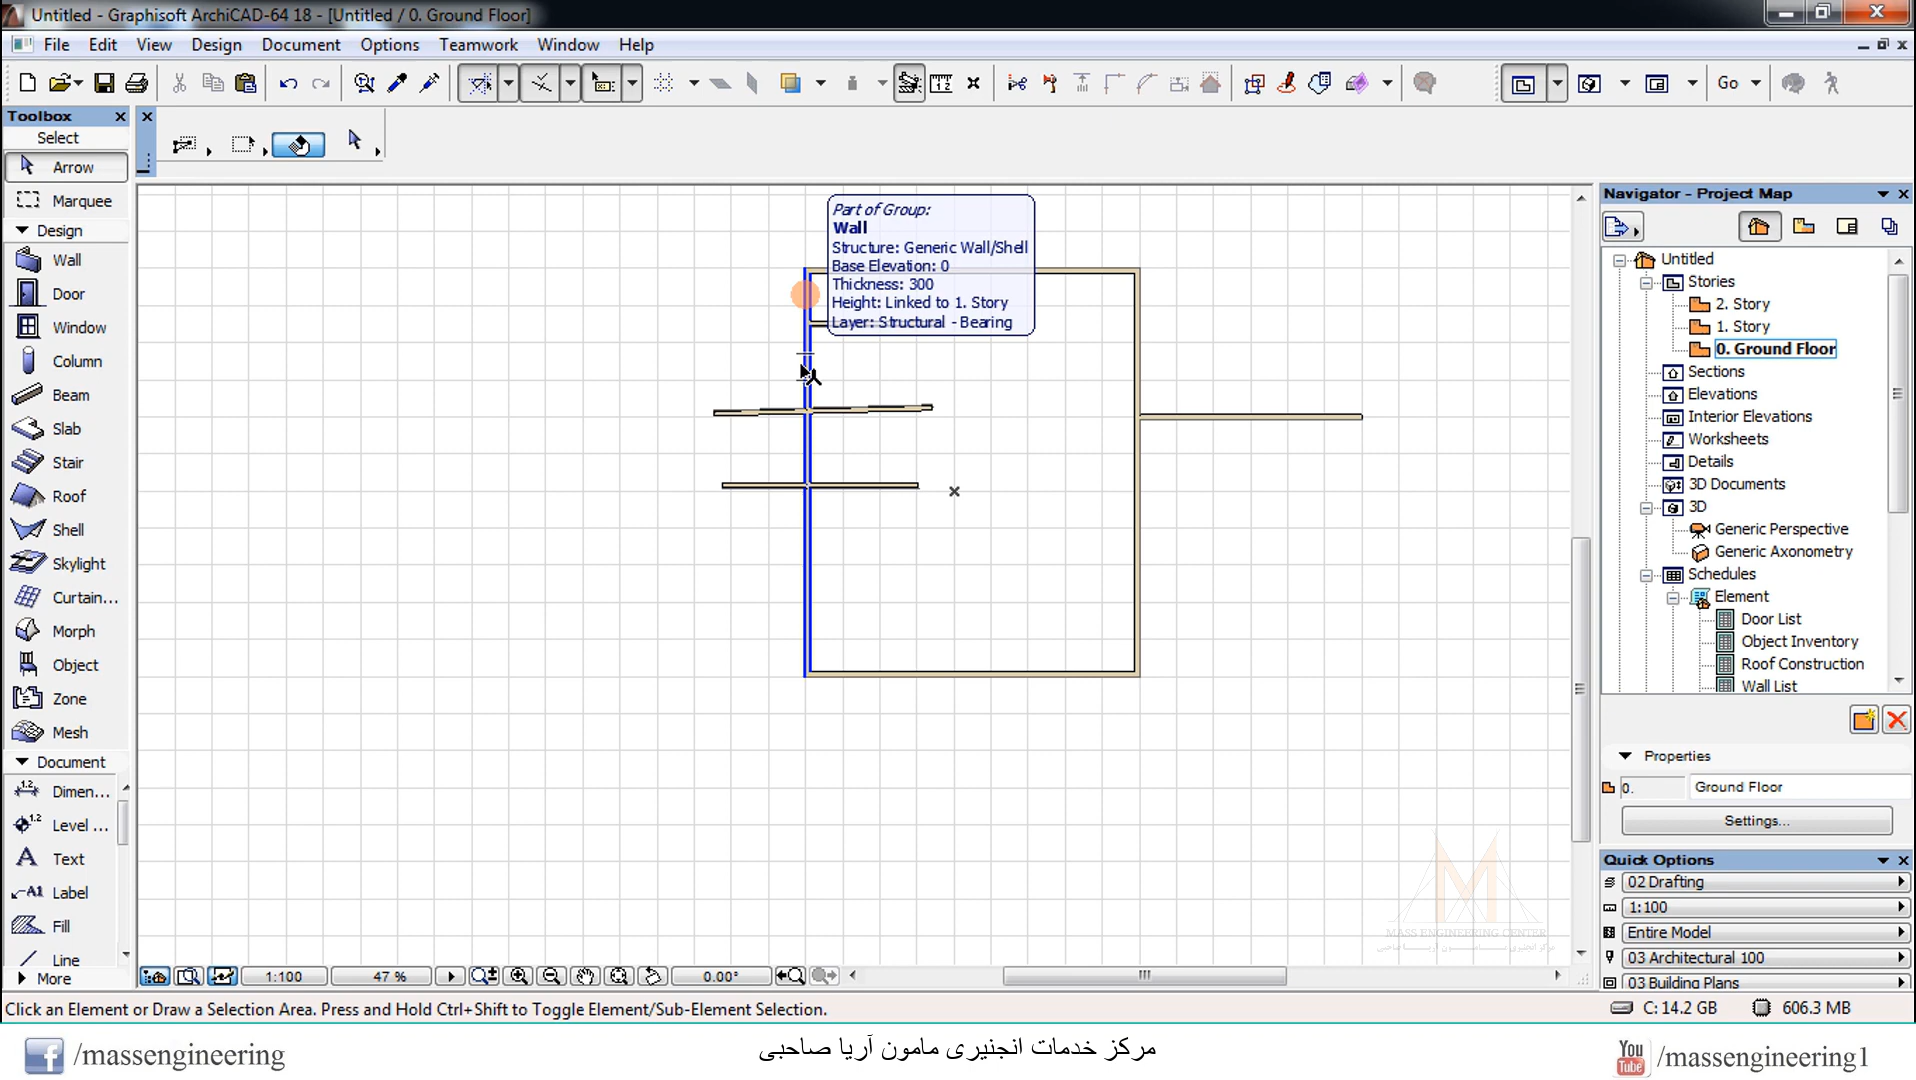 Untitled - Graphisoft ArchiCAD-64 18 - [Untitled / 0. Ground Floor]
File Edit View Design Document Options Teamwork Window Help
Go
Toolbox
Select
Arrow
Marquee
Design
Wall
Door
Window
Column
Beam
Slab
Stair
Roof
Shell
Skylight
Curtain...
Morph
Object
Zone
Mesh
Document
Dimen...
Level ...
Text
Label
Fill
Line
More
Part of Group:
Wall
Structure: Generic Wall/Shell
Base Elevation: 0
Thickness: 300
Height: Linked to 1. Story
Layer: Structural - Bearing
Navigator - Project Map
Untitled
Stories
2. Story
1. Story
0. Ground Floor
Sections
Elevations
Interior Elevations
Worksheets
Details
3D Documents
3D
Generic Perspective
Generic Axonometry
Schedules
Element
Door List
Object Inventory
Roof Construction
Wall List
Properties
0. Ground Floor
Settings...
Quick Options
02 Drafting
1:100
Entire Model
03 Architectural 100
03 Building Plans
MASS ENGINEERING CENTER
1:100 47 % 0.00°
Click an Element or Draw a Selection Area. Press and Hold Ctrl+Shift to Toggle Element/Sub-Element Selection.
C: 14.2 GB 606.3 MB
/massengineering
مرکز خدمات انجنیری مامون آریا صاحبی
You Tube /massengineering1